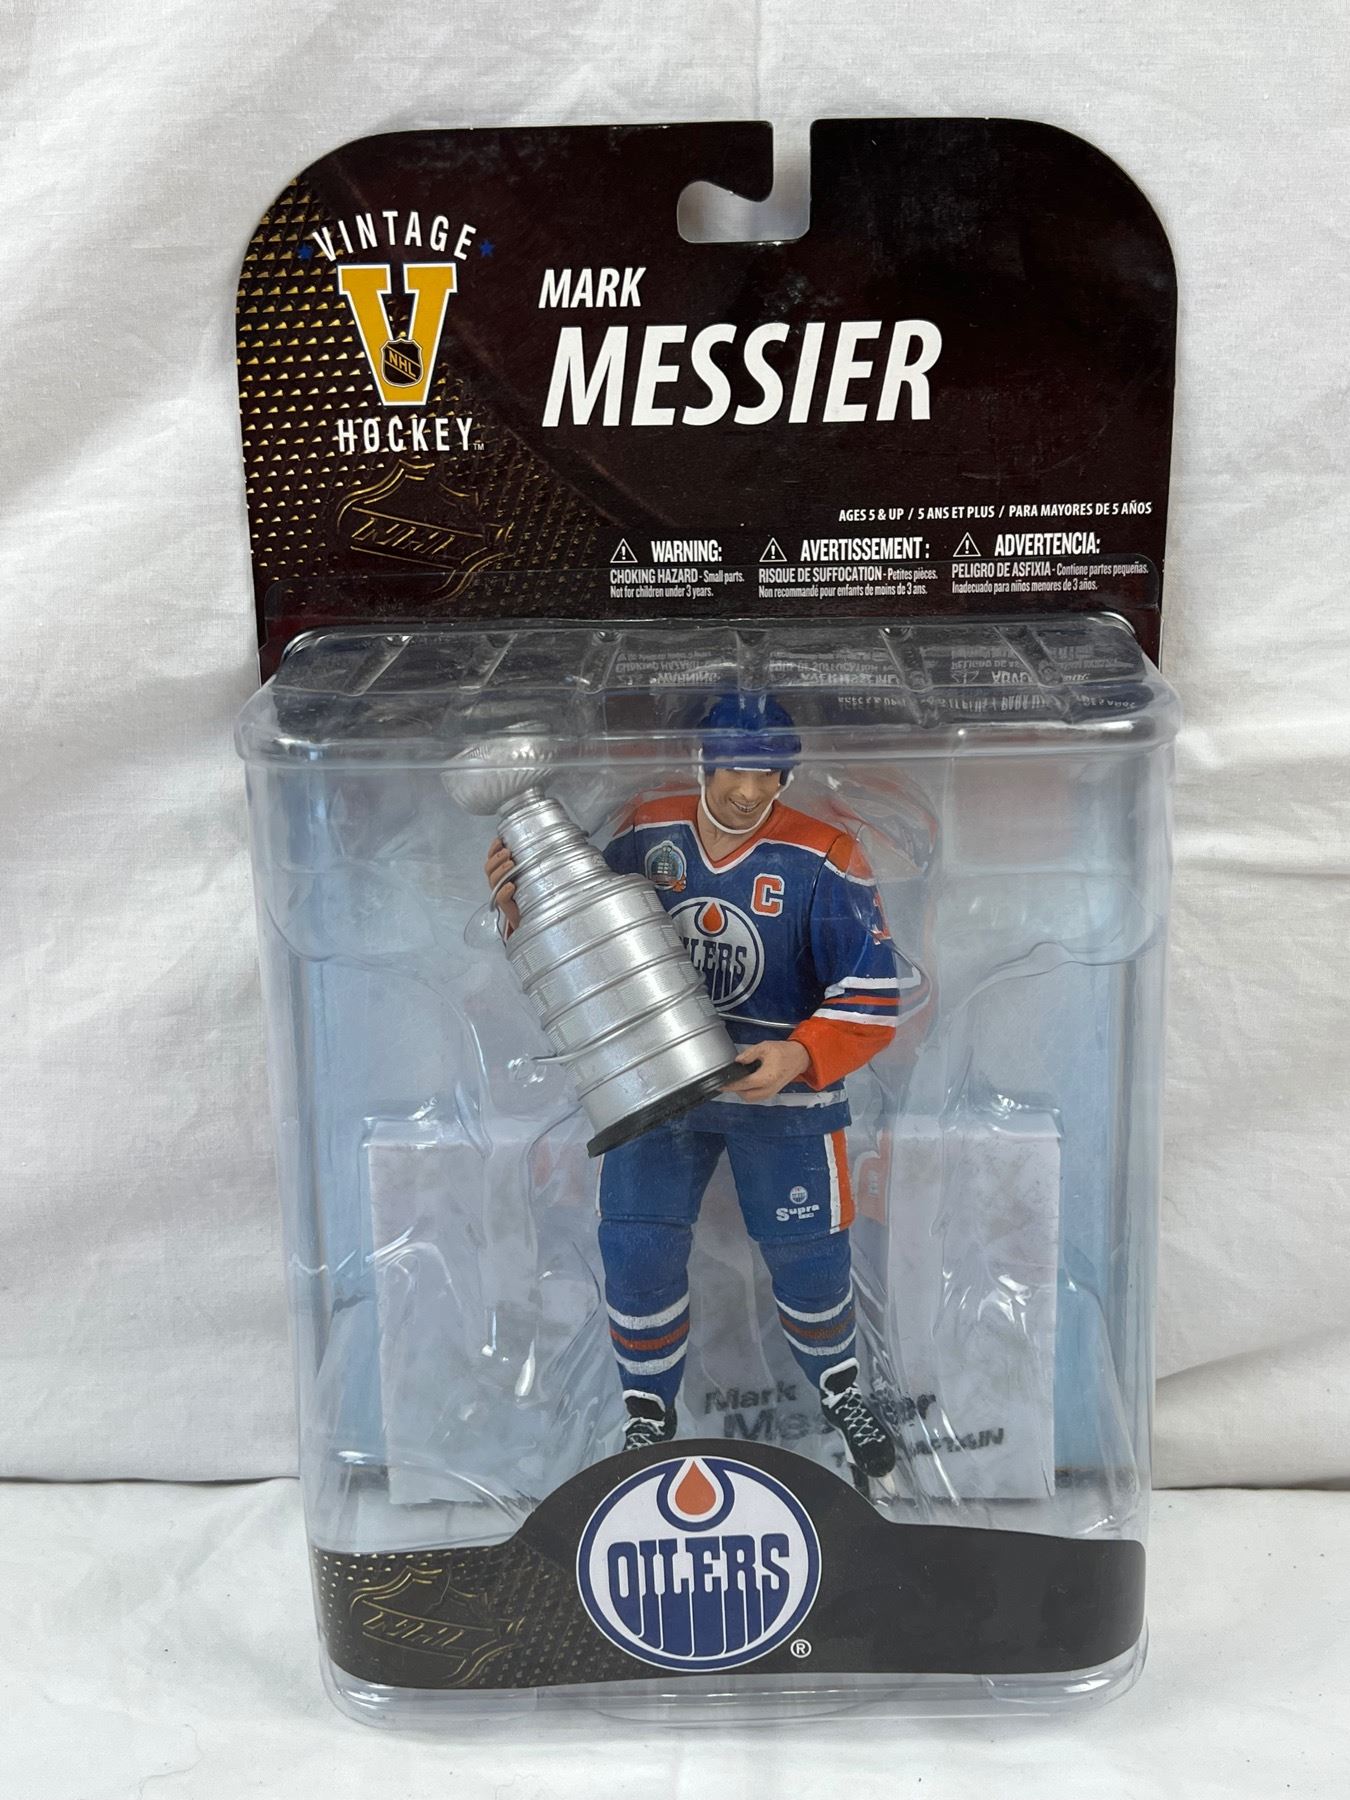 VINTAGE
V
NHL
HOCKEY™
NHL
MARK
MESSIER
AGES 5 & UP / 5 ANS ET PLUS / PARA MAYORES DE 5 AÑOS
⚠ WARNING:
CHOKING HAZARD - Small parts.
Not for children under 3 years.
⚠ AVERTISSEMENT :
RISQUE DE SUFFOCATION - Petites pièces.
Non recommandé pour enfants de moins de 3 ans.
⚠ ADVERTENCIA:
PELIGRO DE ASFIXIA - Contiene partes pequeñas.
Inadecuado para niños menores de 3 años.
C
Supra
Mark
OILERS
®
NHL